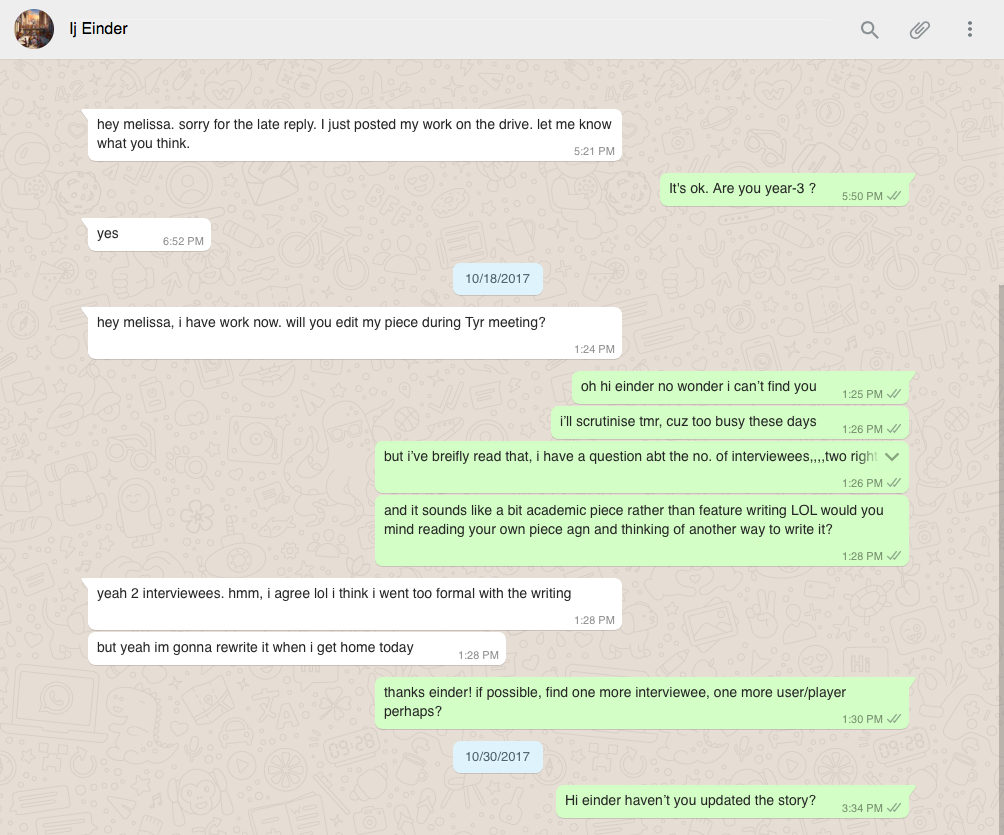 Ij Einder
hey melissa. sorry for the late reply. I just posted my work on the drive. let me know
what you think.
5:21 PM
It's ok. Are you year-3 ?
5:50 PM
yes
6:52 PM
10/18/2017
hey melissa, i have work now. will you edit my piece during Tyr meeting?
1:24 PM
oh hi einder no wonder i can't find you
1:25 PM
i'll scrutinise tmr, cuz too busy these days
1:26 PM
but i've breifly read that, i have a question abt the no. of interviewees,,,,two right
1:26 PM
and it sounds like a bit academic piece rather than feature writing LOL would you
mind reading your own piece agn and thinking of another way to write it?
1:28 PM
yeah 2 interviewees. hmm, i agree lol i think i went too formal with the writing
1:28 PM
but yeah im gonna rewrite it when i get home today
1:28 PM
thanks einder! if possible, find one more interviewee, one more user/player
perhaps?
1:30 PM
10/30/2017
Hi einder haven't you updated the story?
3:34 PM